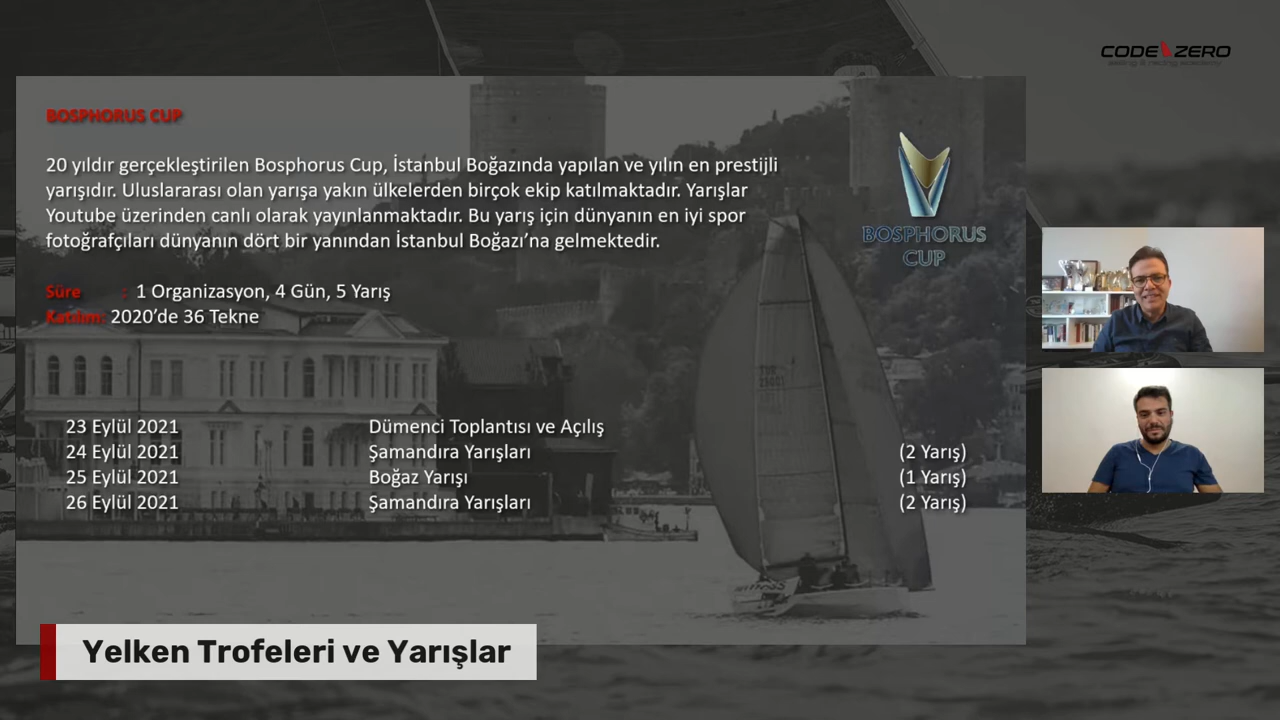 CODE ZERO
sailing & racing academy
BOSPHORUS CUP
20 yıldır gerçekleştirilen Bosphorus Cup, İstanbul Boğazında yapılan ve yılın en prestijli
yarışıdır. Uluslararası olan yarışa yakın ülkelerden birçok ekip katılmaktadır. Yarışlar
Youtube üzerinden canlı olarak yayınlanmaktadır. Bu yarış için dünyanın en iyi spor
fotoğrafçıları dünyanın dört bir yanından İstanbul Boğazı’na gelmektedir.
BOSPHORUS
CUP
Süre : 1 Organizasyon, 4 Gün, 5 Yarış
Katılım: 2020’de 36 Tekne
23 Eylül 2021 Dümenci Toplantısı ve Açılış
24 Eylül 2021 Şamandıra Yarışları (2 Yarış)
25 Eylül 2021 Boğaz Yarışı (1 Yarış)
26 Eylül 2021 Şamandıra Yarışları (2 Yarış)
Yelken Trofeleri ve Yarışlar